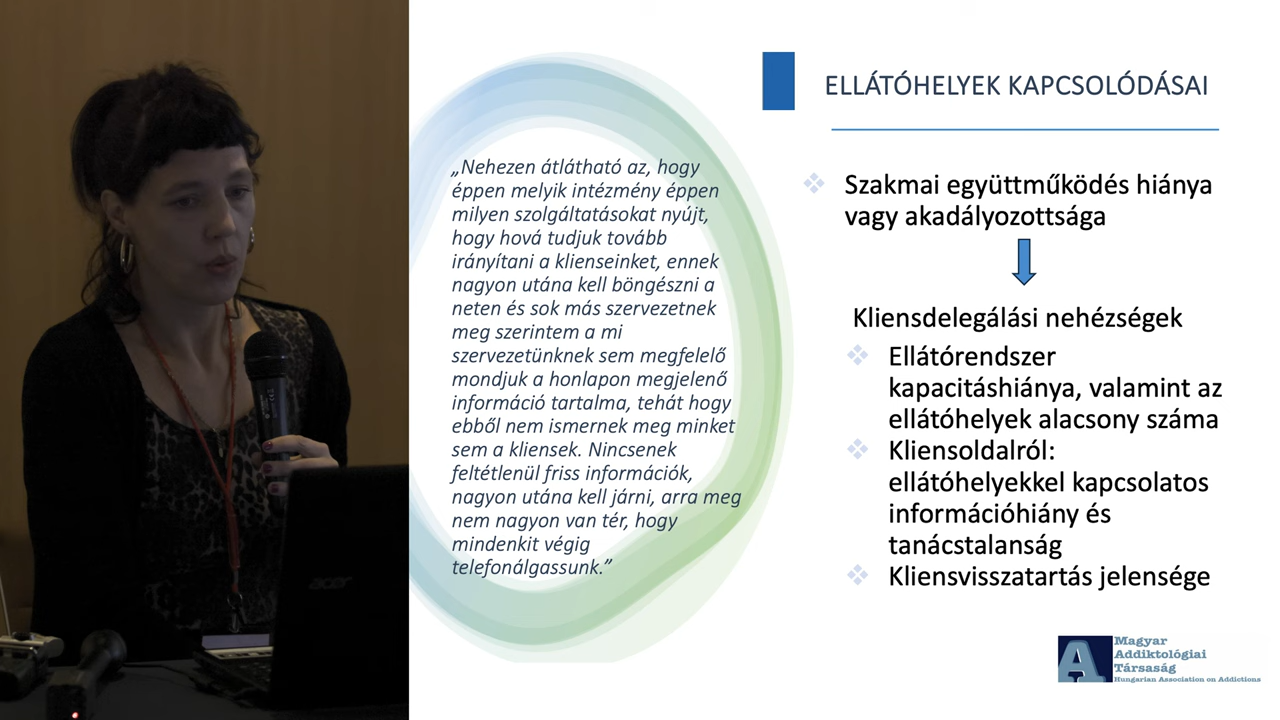 ELLÁTÓHELYEK KAPCSOLÓDÁSAI
„Nehezen átlátható az, hogy
éppen melyik intézmény éppen
milyen szolgáltatásokat nyújt,
hogy hová tudjuk tovább
irányítani a klienseinket, ennek
nagyon utána kell böngészni a
neten és sok más szervezetnek
meg szerintem a mi
szervezetünknek sem megfelelő
mondjuk a honlapon megjelenő
információ tartalma, tehát hogy
ebből nem ismernek meg minket
sem a kliensek. Nincsenek
feltétlenül friss információk,
nagyon utána kell járni, arra meg
nem nagyon van tér, hogy
mindenkit végig
telefonálgassunk.”
Szakmai együttműködés hiánya
vagy akadályozottsága
Kliensdelegálási nehézségek
Ellátórendszer
kapacitáshiánya, valamint az
ellátóhelyek alacsony száma
Kliensoldalról:
ellátóhelyekkel kapcsolatos
információhiány és
tanácstalanság
Kliensvisszatartás jelensége
A
Magyar
Addiktológiai
Társaság
Hungarian Association on Addictions
acer